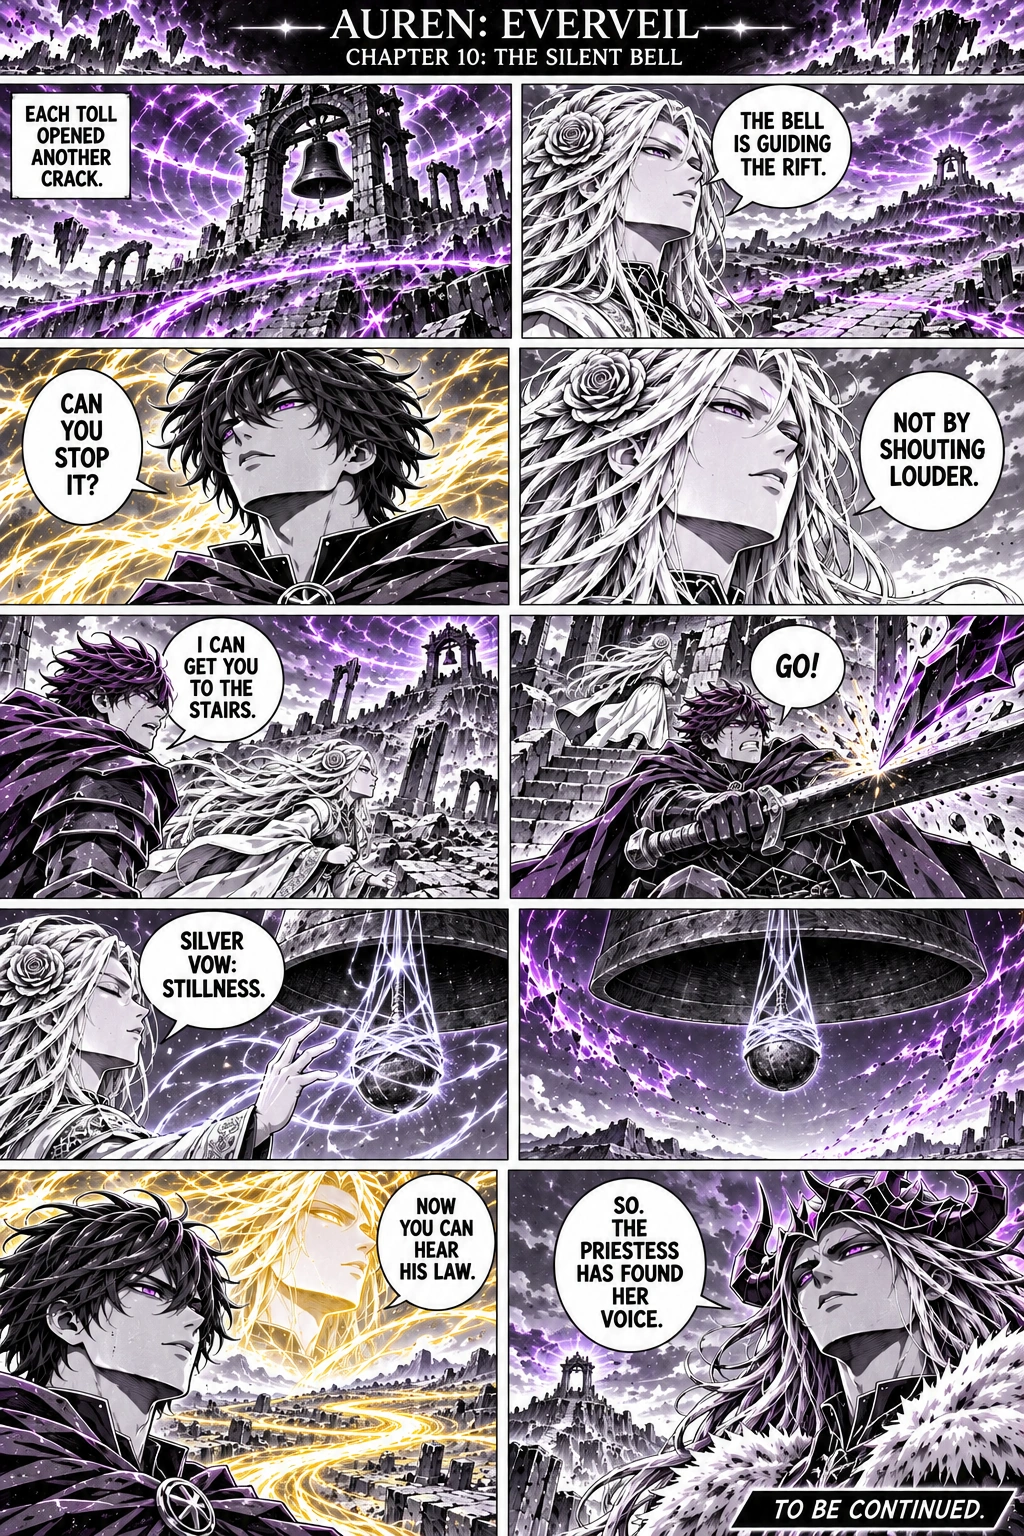 AUREN: EVERVEIL
CHAPTER 10: THE SILENT BELL
EACH TOLL
OPENED
ANOTHER
CRACK.
THE BELL
IS GUIDING
THE RIFT.
CAN
YOU
STOP
IT?
NOT BY
SHOUTING
LOUDER.
I CAN
GET YOU
TO THE
STAIRS.
GO!
SILVER
VOW:
STILLNESS.
NOW
YOU CAN
HEAR
HIS LAW.
SO.
THE
PRIESTESS
HAS FOUND
HER
VOICE.
TO BE CONTINUED.